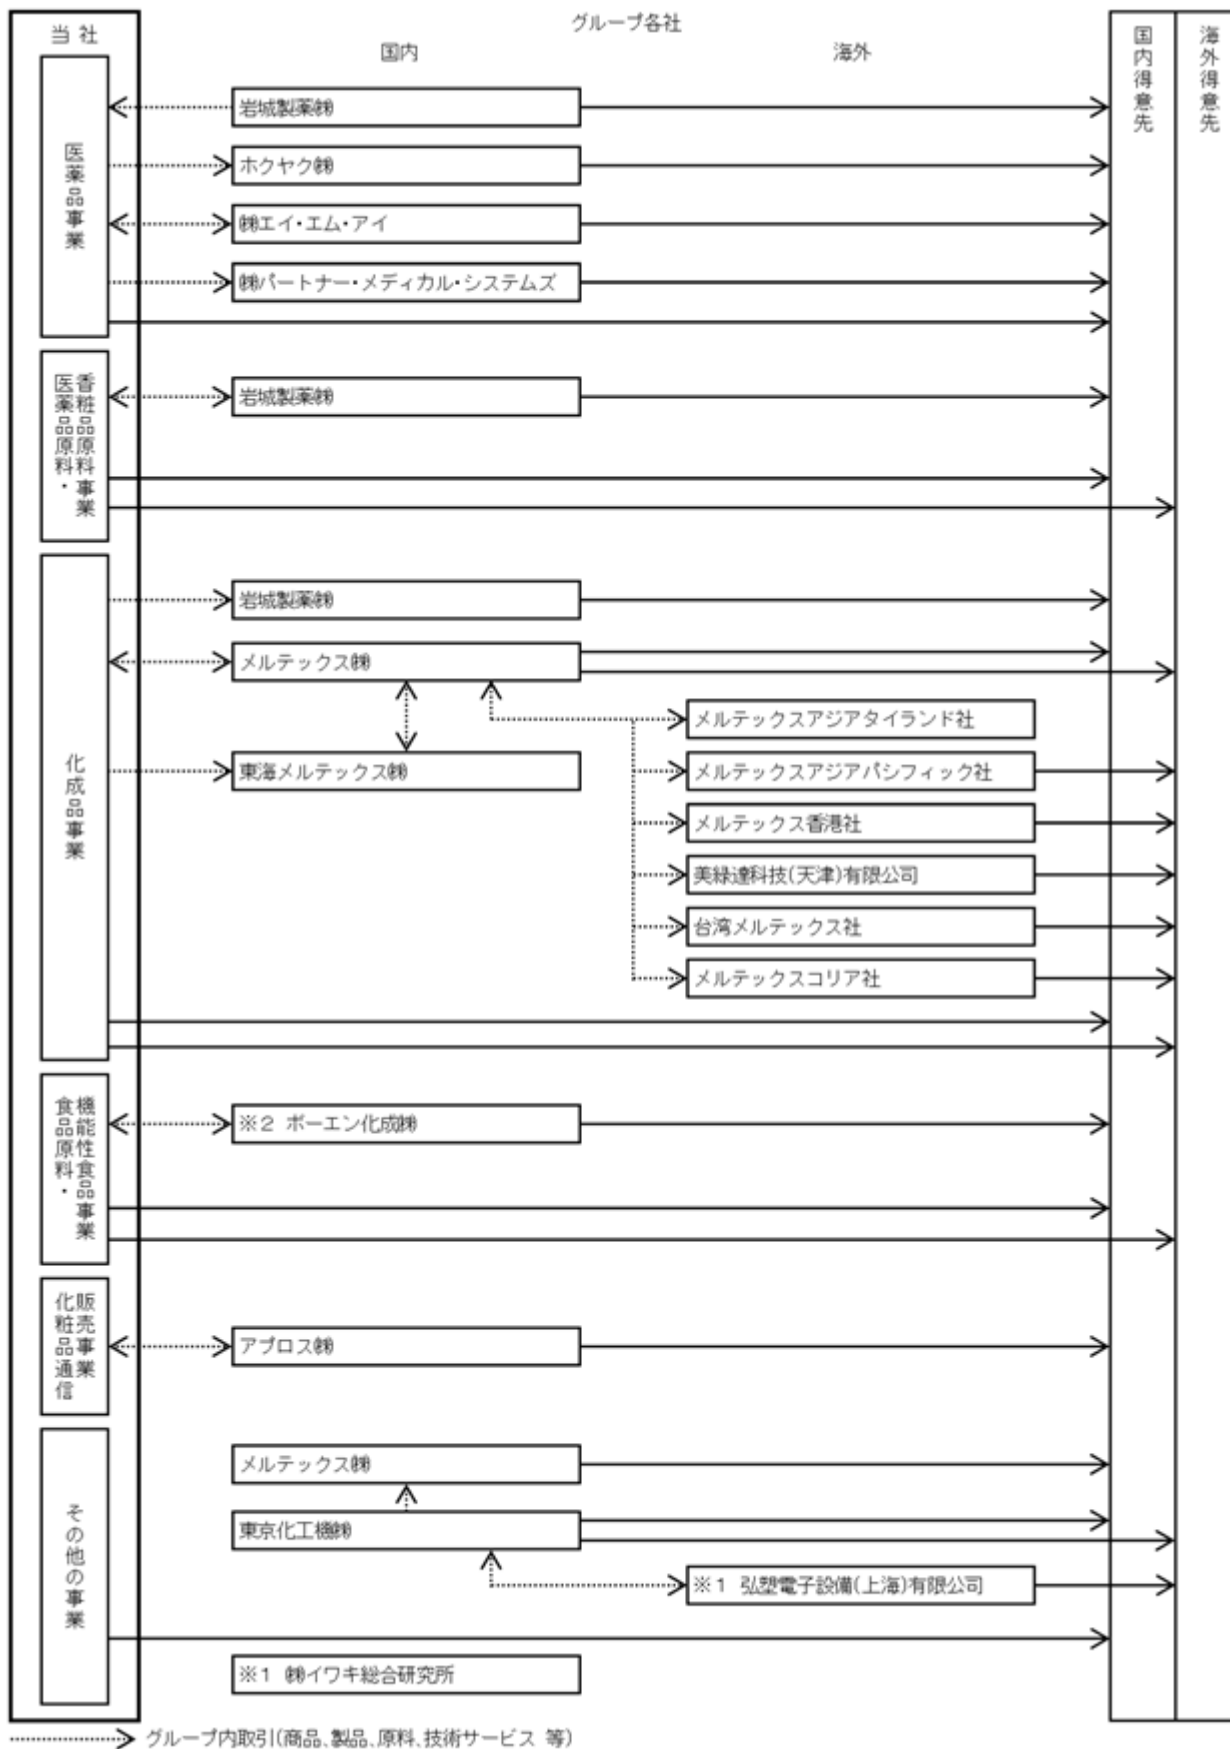 グループ各社
当社
国内
海外
国内得意先
海外得意先
医薬品事業
岩城製薬㈱
ホクヤク㈱
㈱エイ・エム・アイ
㈱パートナー・メディカル・システムズ
医薬品原料・
香粧品原料事業
岩城製薬㈱
化成品事業
岩城製薬㈱
メルテックス㈱
メルテックスアジアタイランド社
東海メルテックス㈱
メルテックスアジアパシフィック社
メルテックス香港社
美緑達科技(天津)有限公司
台湾メルテックス社
メルテックスコリア社
食品原料・
機能性食品事業
※2 ボーエン化成㈱
化粧品通信
販売事業
アプロス㈱
その他の事業
メルテックス㈱
東京化工機㈱
※1 弘塑電子設備(上海)有限公司
※1 ㈱イワキ総合研究所
グループ内取引(商品、製品、原料、技術サービス 等)